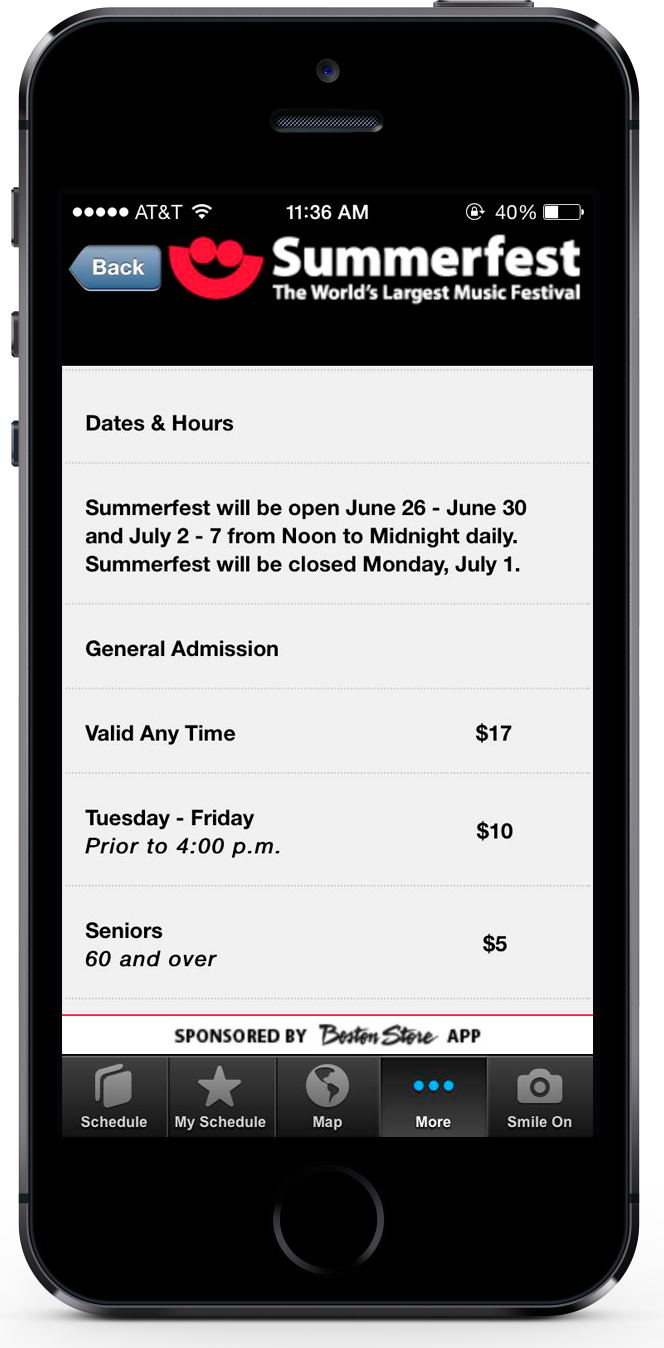 AT&T 11:36 AM 40%
Back
Summerfest
The World's Largest Music Festival
Dates & Hours
Summerfest will be open June 26 - June 30
and July 2 - 7 from Noon to Midnight daily.
Summerfest will be closed Monday, July 1.
General Admission
Valid Any Time $17
Tuesday - Friday
Prior to 4:00 p.m. $10
Seniors
60 and over $5
SPONSORED BY Boston Store APP
Schedule My Schedule Map More Smile On